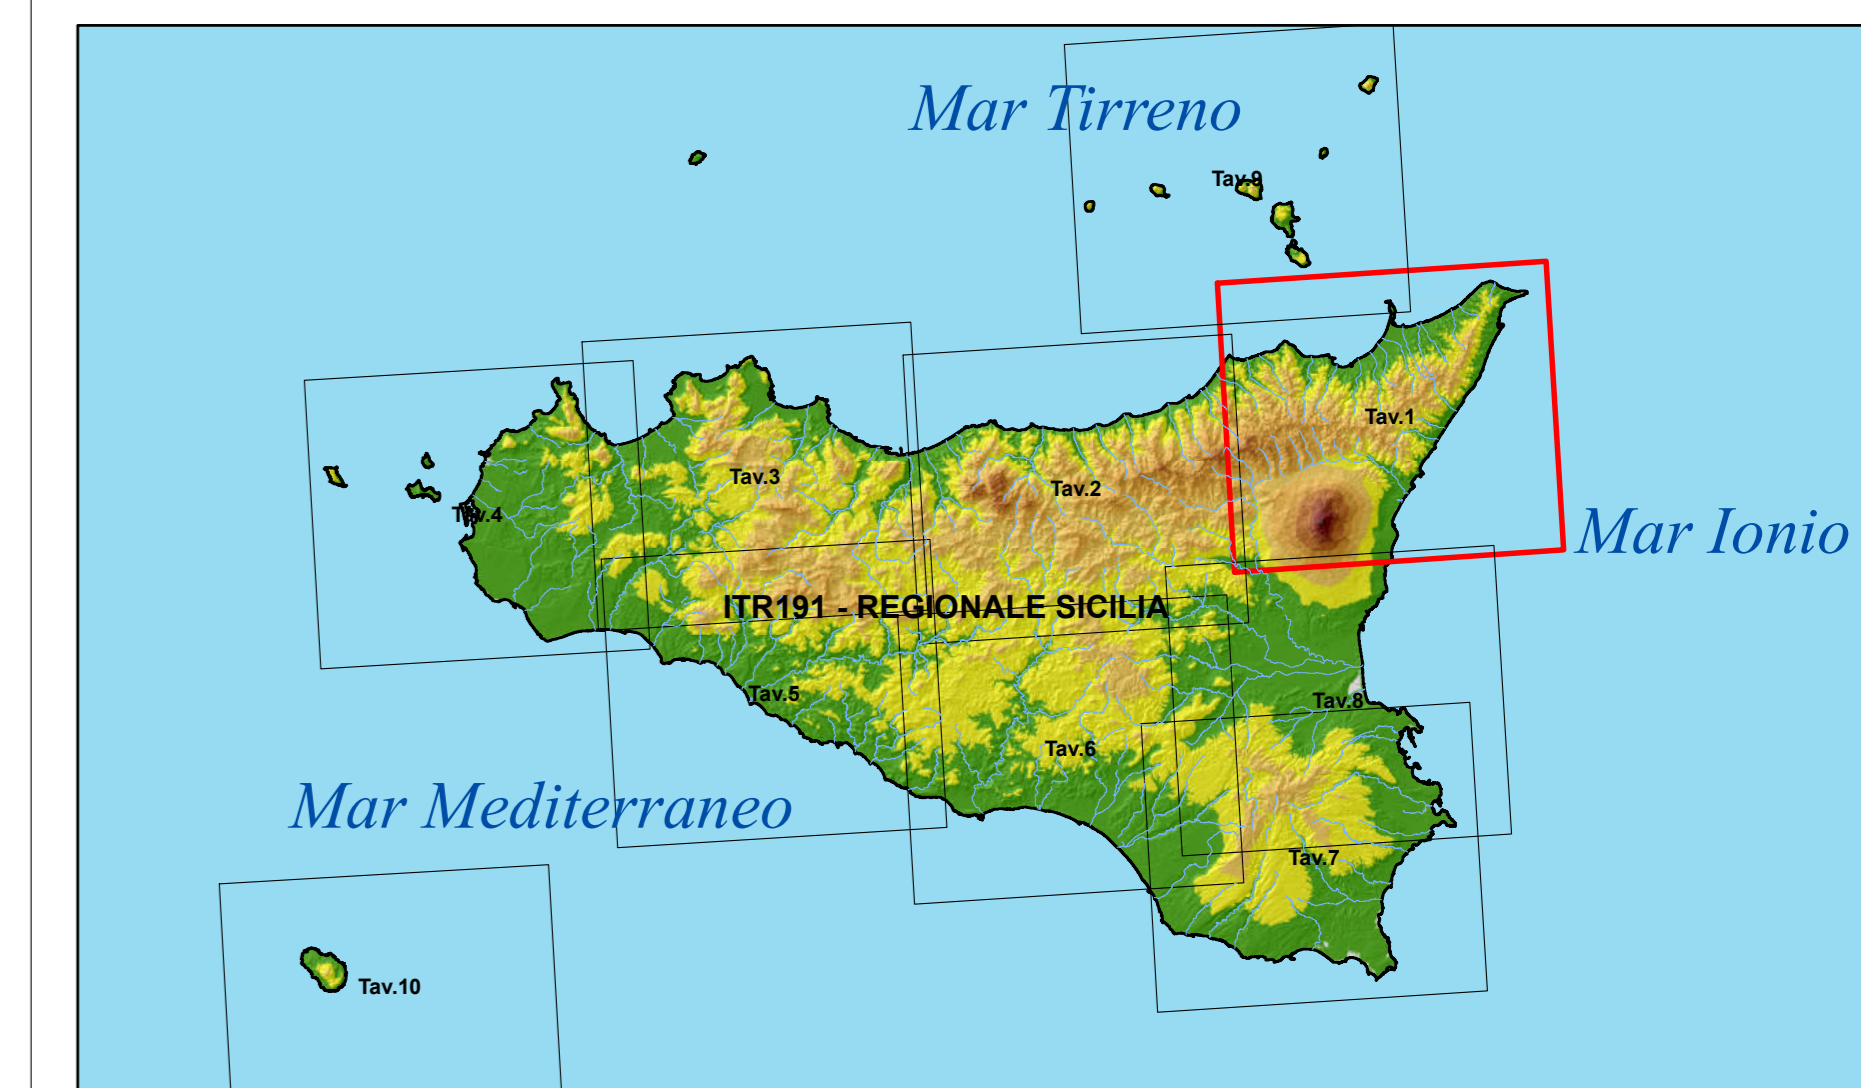 Mar Tirreno
Tav.9
Tav.1
Tav.3
Tav.2
Tav.4
Mar Ionio
ITR191 - REGIONALE SICILIA
Tav.5
Tav.8
Tav.6
Mar Mediterraneo
Tav.7
Tav.10